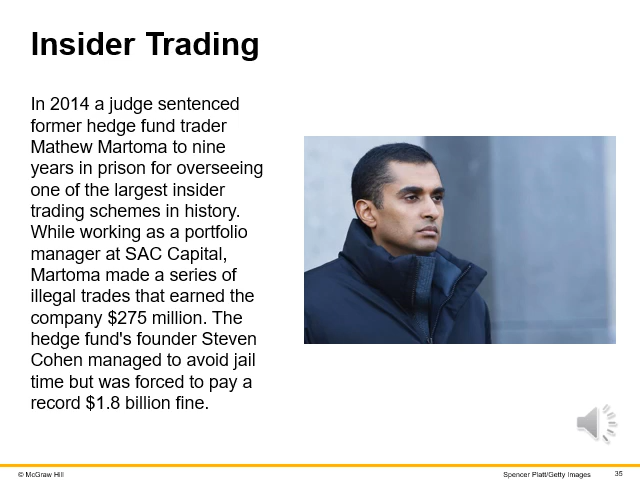 Insider Trading
In 2014 a judge sentenced
former hedge fund trader
Mathew Martoma to nine
years in prison for overseeing
one of the largest insider
trading schemes in history.
While working as a portfolio
manager at SAC Capital,
Martoma made a series of
illegal trades that earned the
company $275 million. The
hedge fund's founder Steven
Cohen managed to avoid jail
time but was forced to pay a
record $1.8 billion fine.
© McGraw Hill
Spencer Platt/Getty Images
35